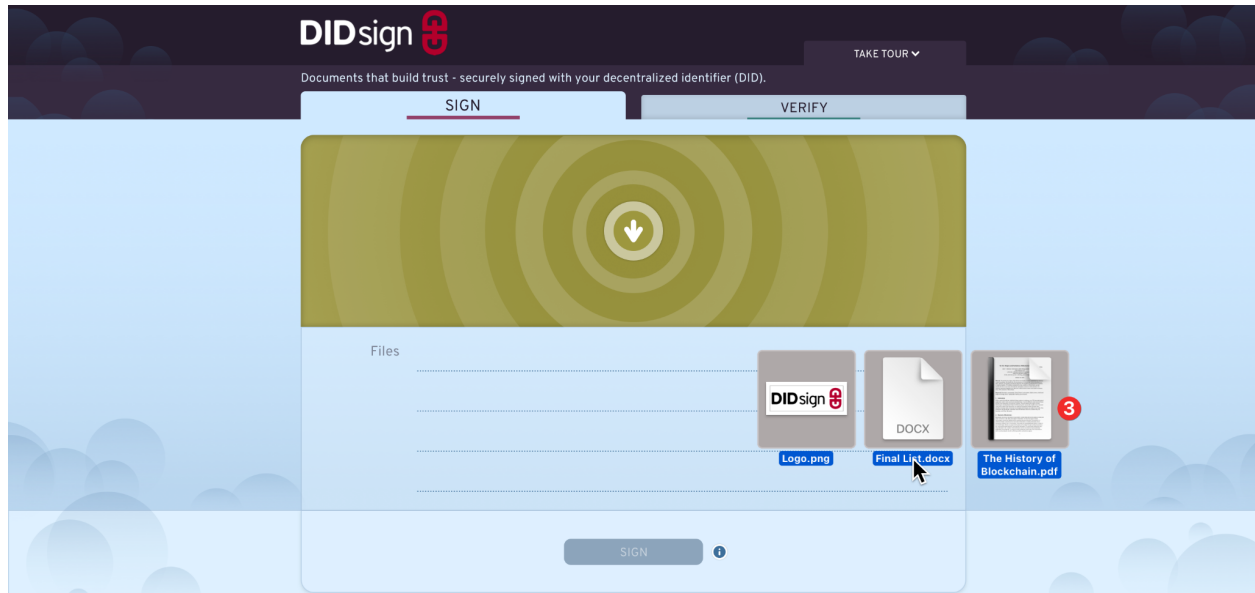 DIDsign
TAKE TOUR
Documents that build trust - securely signed with your decentralized identifier (DID).
SIGN
VERIFY
Files
DIDsign
DOCX
3
Logo.png
Final List.docx
The History of
Blockchain.pdf
SIGN
i